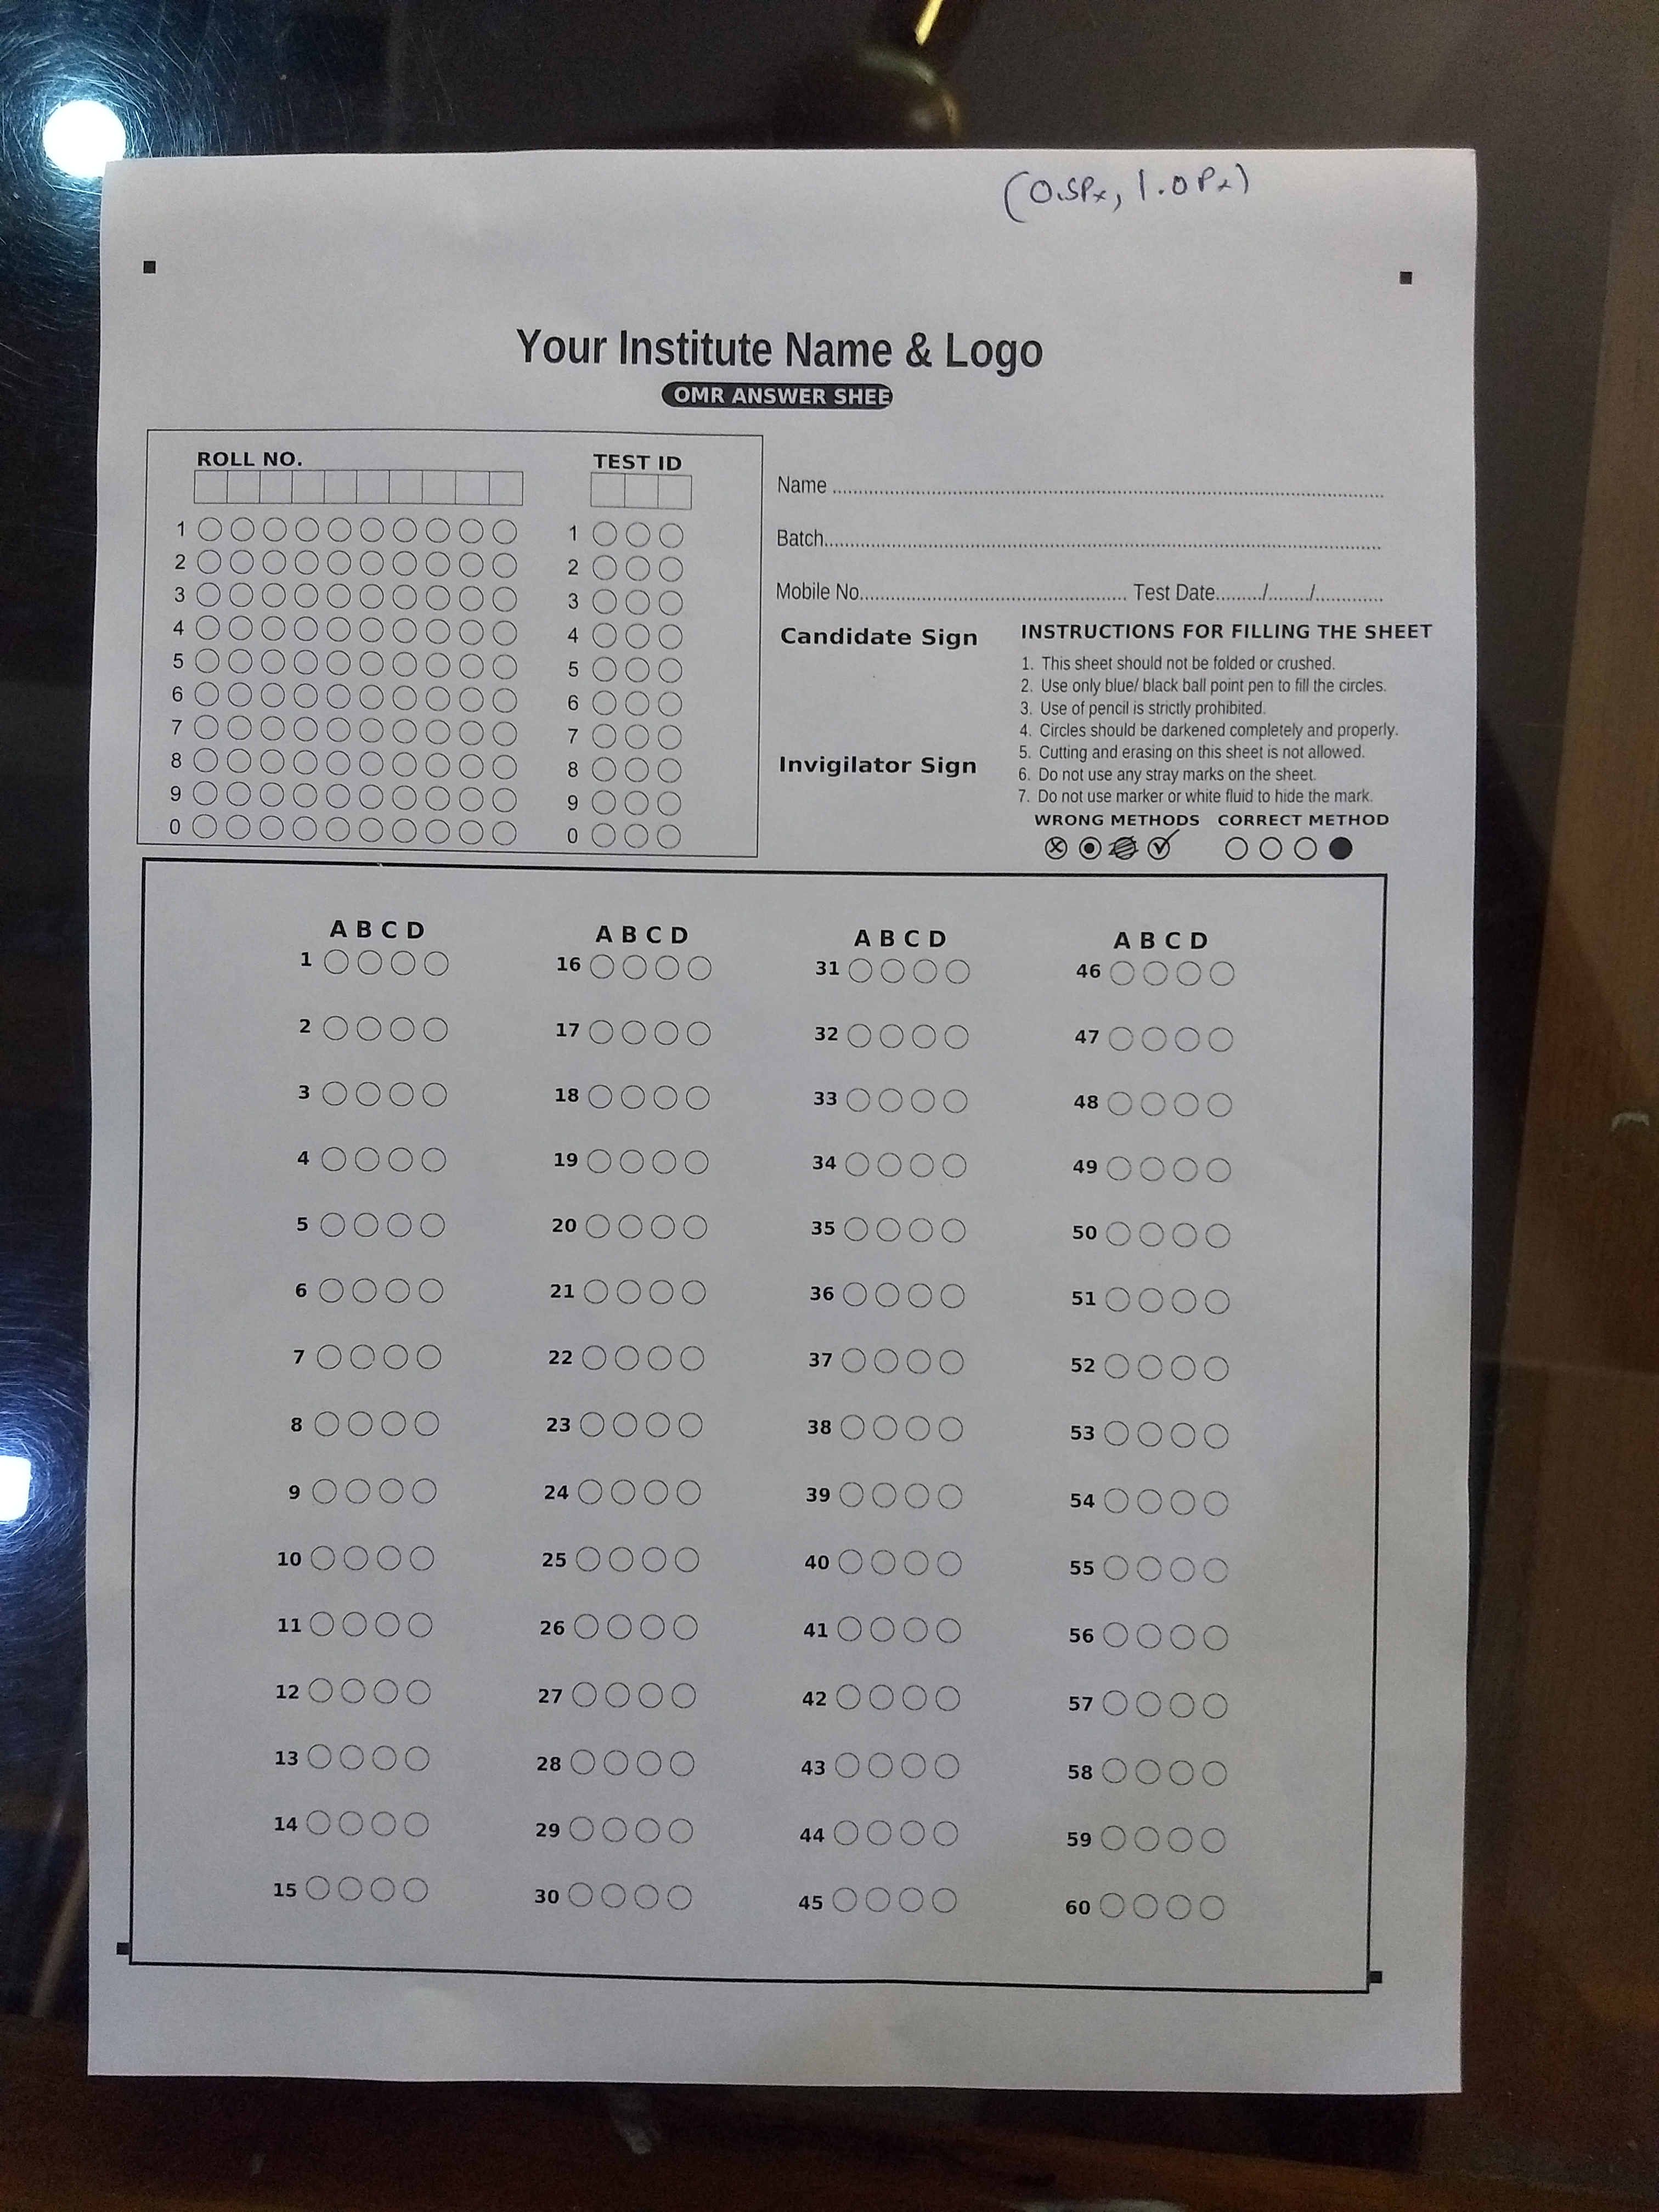 (0.5Px, 1.0Px)
Your Institute Name & Logo
OMR ANSWER SHEE
ROLL NO.
TEST ID
1 1
2 2
3 3
4 4
5 5
6 6
7 7
8 8
9 9
0 0
Name ........................................
Batch........................................
Mobile No........................................ Test Date........./......../.............
Candidate Sign
Invigilator Sign
INSTRUCTIONS FOR FILLING THE SHEET
1. This sheet should not be folded or crushed.
2. Use only blue/ black ball point pen to fill the circles.
3. Use of pencil is strictly prohibited.
4. Circles should be darkened completely and properly.
5. Cutting and erasing on this sheet is not allowed.
6. Do not use any stray marks on the sheet.
7. Do not use marker or white fluid to hide the mark.
WRONG METHODS CORRECT METHOD
A B C D A B C D A B C D A B C D
1 16 31 46
2 17 32 47
3 18 33 48
4 19 34 49
5 20 35 50
6 21 36 51
7 22 37 52
8 23 38 53
9 24 39 54
10 25 40 55
11 26 41 56
12 27 42 57
13 28 43 58
14 29 44 59
15 30 45 60